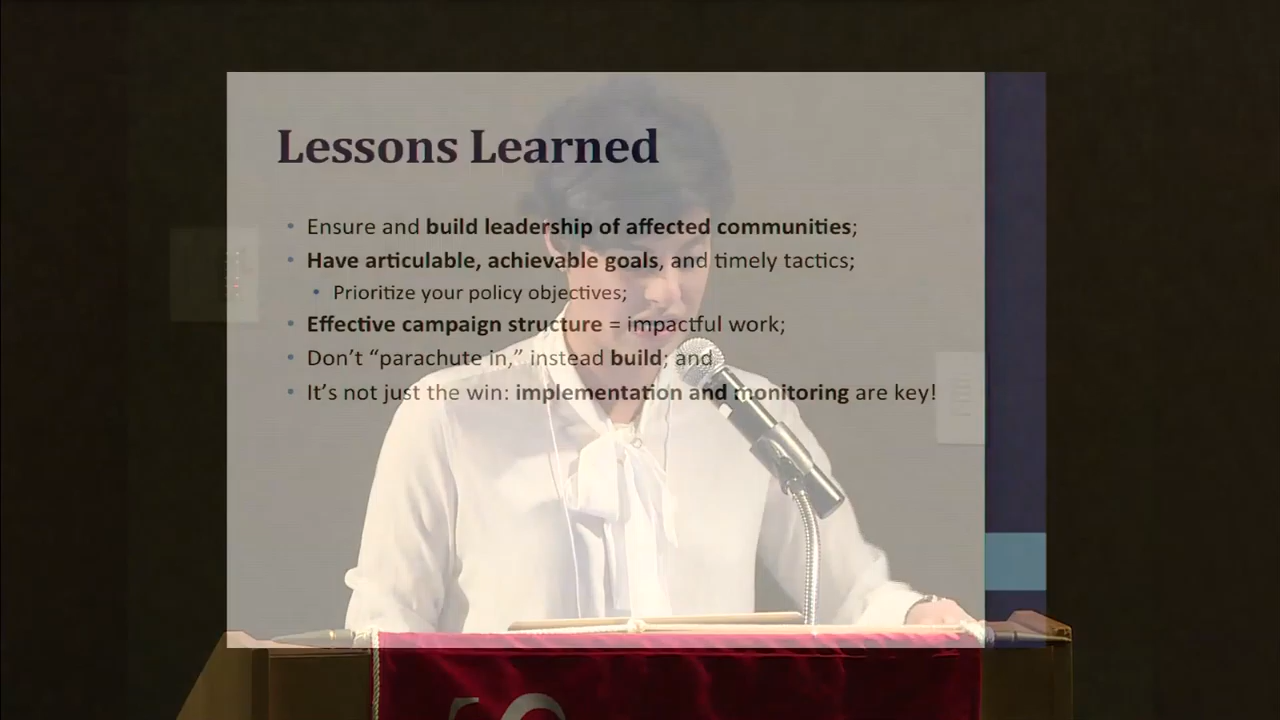 Lessons Learned
• Ensure and build leadership of affected communities;
• Have articulable, achievable goals, and timely tactics;
• Prioritize your policy objectives;
• Effective campaign structure = impactful work;
• Don’t “parachute in,” instead build; and
• It’s not just the win: implementation and monitoring are key!